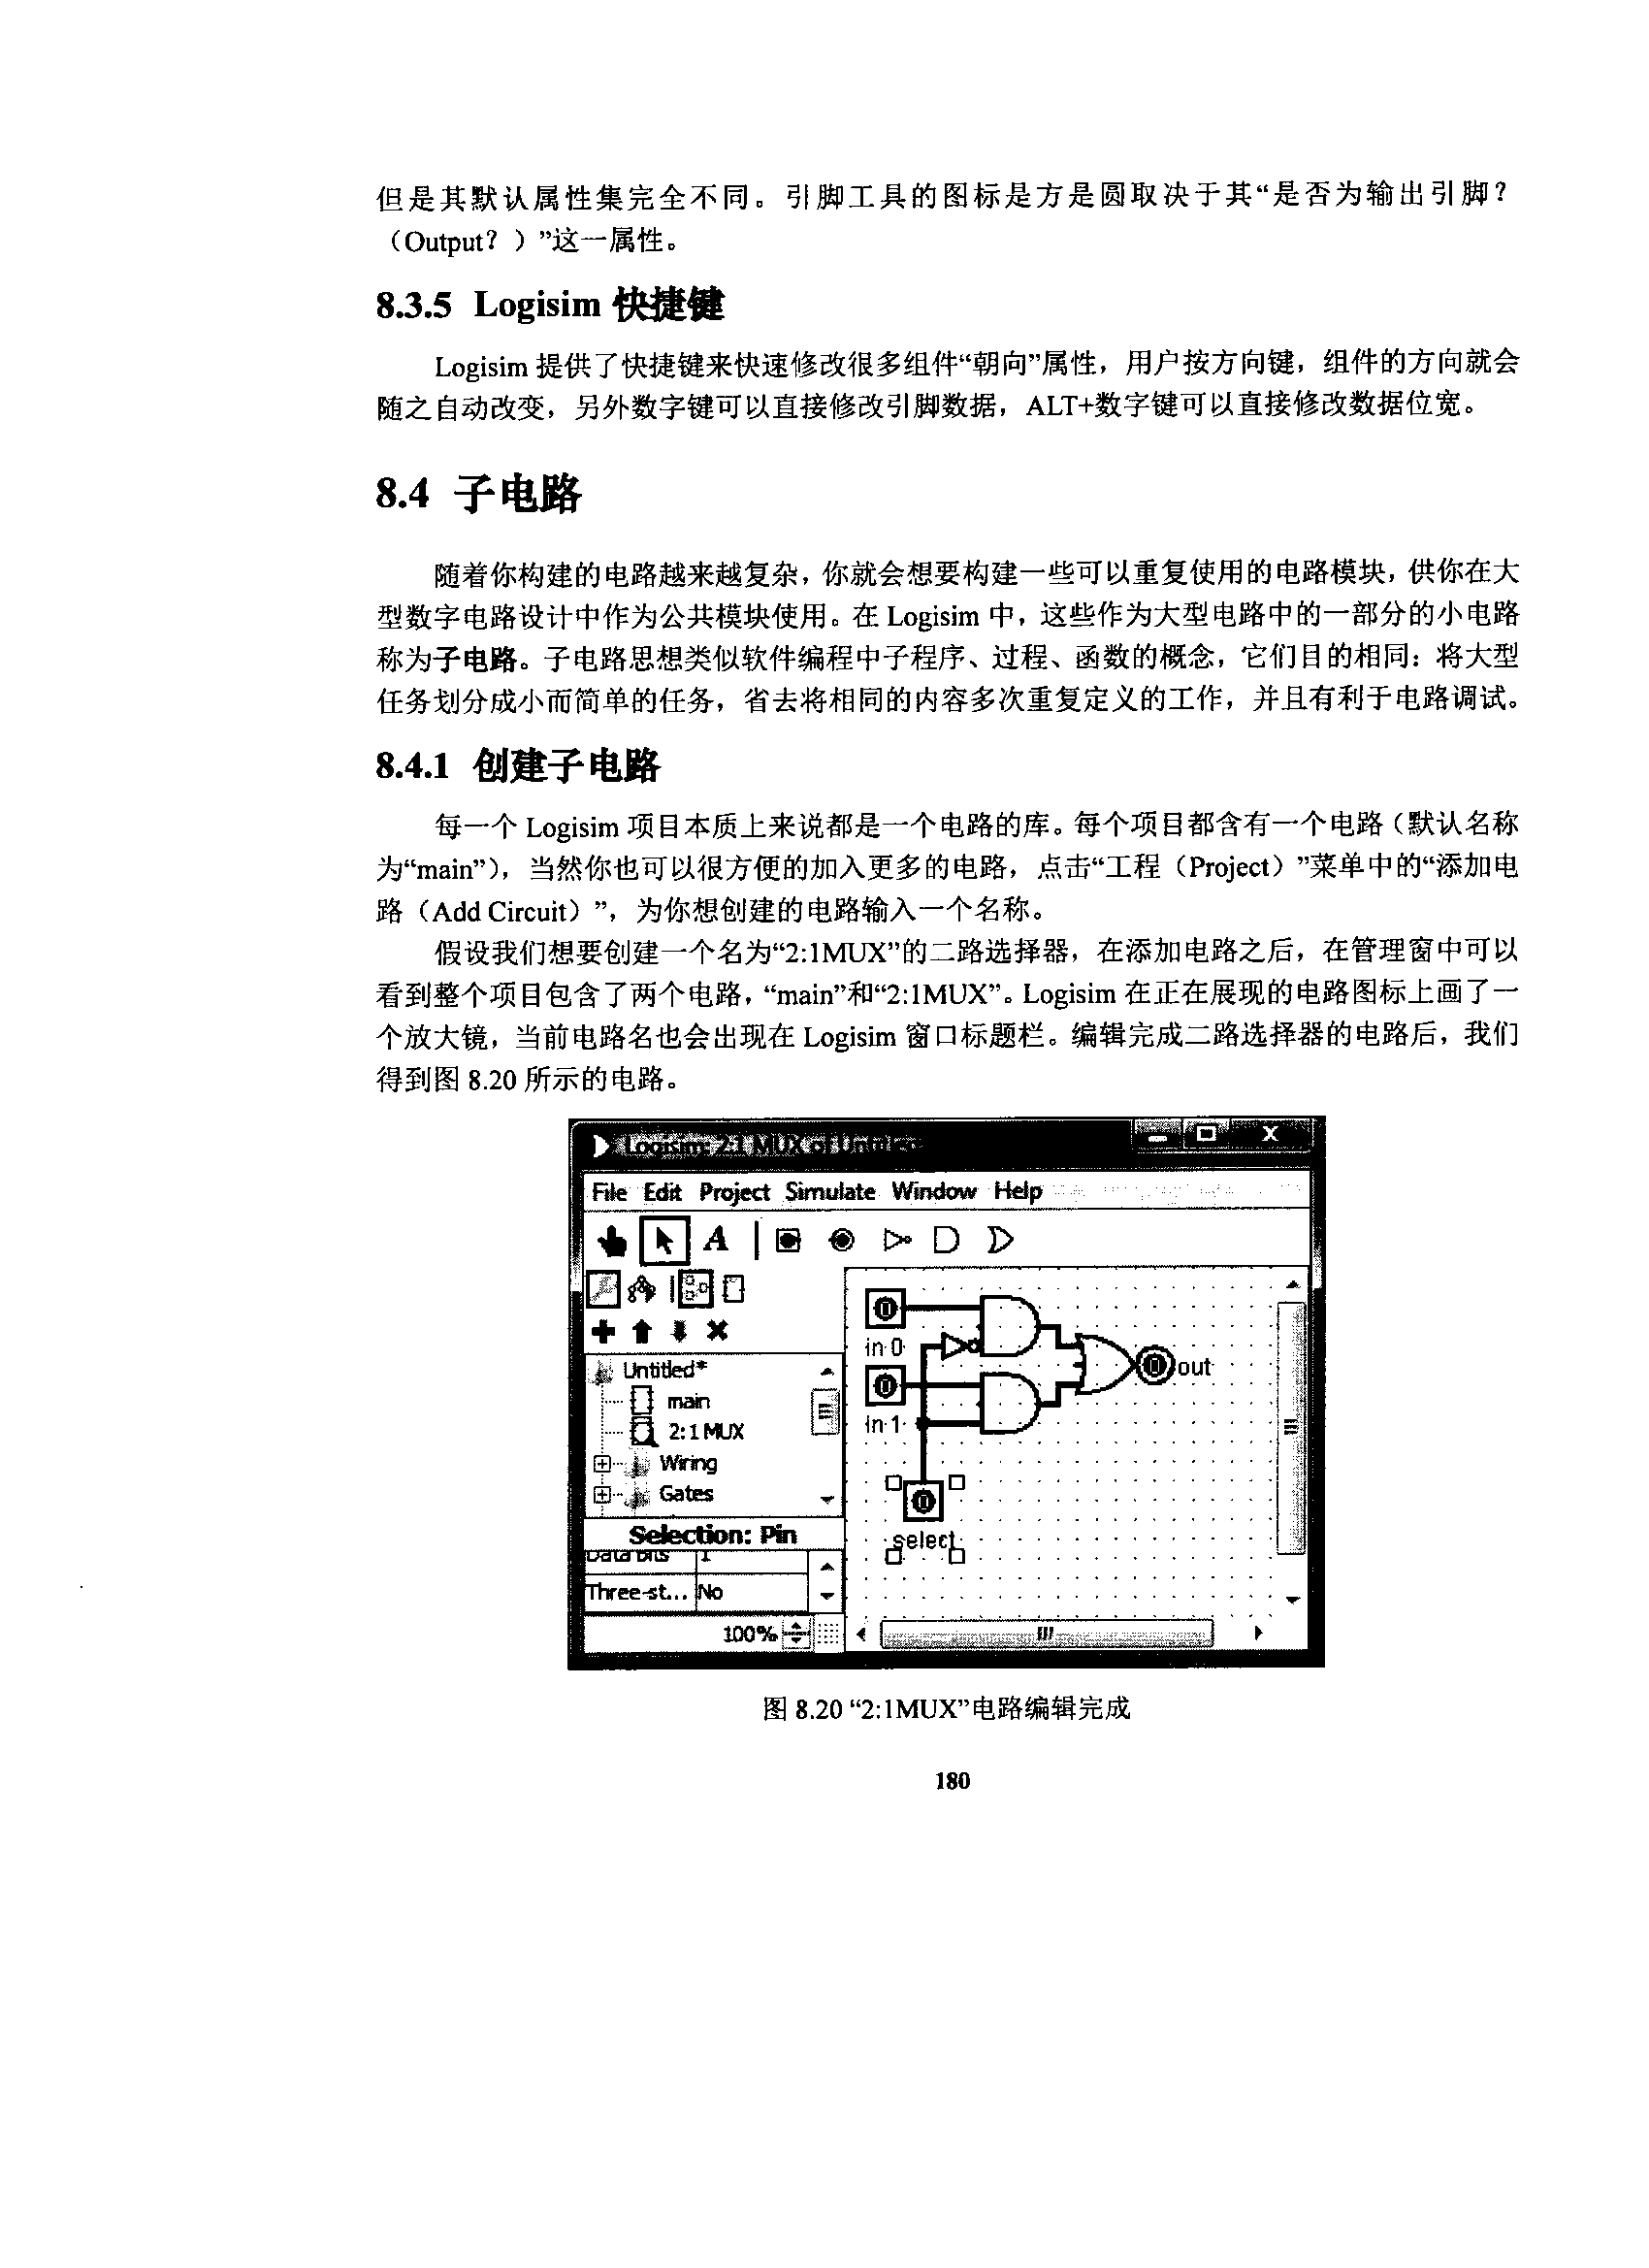 但是其默认属性集完全不同。引脚工具的图标是方是圆取决于其“是否为输出引脚？
（Output？）”这一属性。
8.3.5 Logisim 快捷键
Logisim 提供了快捷键来快速修改很多组件“朝向”属性，用户按方向键，组件的方向就会
随之自动改变，另外数字键可以直接修改引脚数据，ALT+数字键可以直接修改数据位宽。
8.4 子电路
随着你构建的电路越来越复杂，你就会想要构建一些可以重复使用的电路模块，供你在大
型数字电路设计中作为公共模块使用。在 Logisim 中，这些作为大型电路中的一部分的小电路
称为子电路。子电路思想类似软件编程中子程序、过程、函数的概念，它们目的相同：将大型
任务划分成小而简单的任务，省去将相同的内容多次重复定义的工作，并且有利于电路调试。
8.4.1 创建子电路
每一个 Logisim 项目本质上来说都是一个电路的库。每个项目都含有一个电路（默认名称
为“main”），当然你也可以很方便的加入更多的电路，点击“工程（Project）”菜单中的“添加电
路（Add Circuit）”，为你想创建的电路输入一个名称。
假设我们想要创建一个名为“2:1MUX”的二路选择器，在添加电路之后，在管理窗中可以
看到整个项目包含了两个电路，“main”和“2:1MUX”。Logisim 在正在展现的电路图标上画了一
个放大镜，当前电路名也会出现在 Logisim 窗口标题栏。编辑完成二路选择器的电路后，我们
得到图 8.20 所示的电路。
Logisim: 2:1 MUX of Untitled
File Edit Project Simulate Window Help
A
Untitled*
main
2:1 MUX
Wiring
Gates
Selection: Pin
Data Bits 1
Three-st... No
100%
0
in 0
0
in 1
0
out
0
select
图 8.20 “2:1MUX”电路编辑完成
180